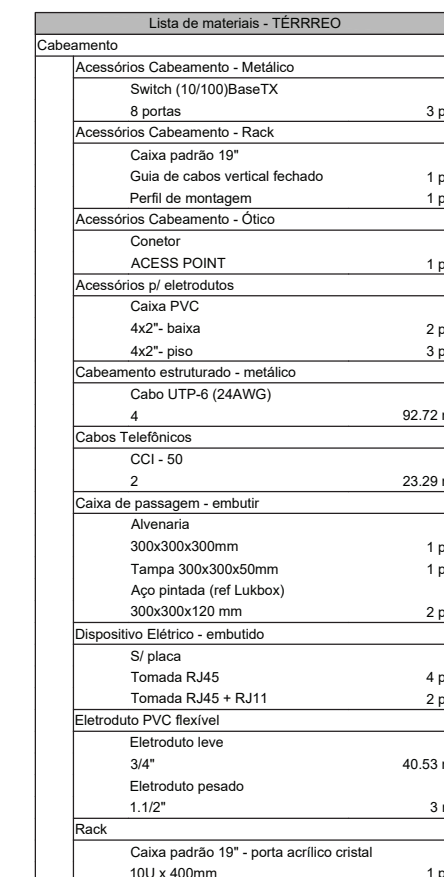 Lista de materiais - TÉRRREO
Cabeamento
Acessórios Cabeamento - Metálico
Switch (10/100)BaseTX
8 portas 3 p
Acessórios Cabeamento - Rack
Caixa padrão 19"
Guia de cabos vertical fechado 1 p
Perfil de montagem 1 p
Acessórios Cabeamento - Ótico
Conetor
ACESS POINT 1 p
Acessórios p/ eletrodutos
Caixa PVC
4x2"- baixa 2 p
4x2"- piso 3 p
Cabeamento estruturado - metálico
Cabo UTP-6 (24AWG)
4 92.72
Cabos Telefônicos
CCI - 50
2 23.29
Caixa de passagem - embutir
Alvenaria
300x300x300mm 1 p
Tampa 300x300x50mm 1 p
Aço pintada (ref Lukbox)
300x300x120 mm 2 p
Dispositivo Elétrico - embutido
S/ placa
Tomada RJ45 4 p
Tomada RJ45 + RJ11 2 p
Eletroduto PVC flexível
Eletroduto leve
3/4" 40.53
Eletroduto pesado
1.1/2" 3
Rack
Caixa padrão 19" - porta acrílico cristal
10U x 400mm 1 p